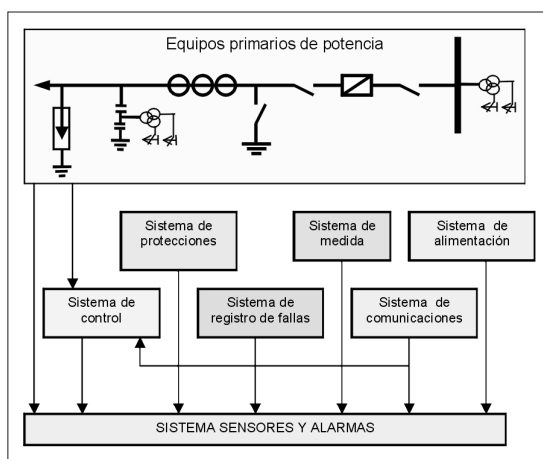 Equipos primarios de potencia
Sistema de
protecciones
Sistema de
medida
Sistema de
alimentación
Sistema de
control
Sistema de
registro de fallas
Sistema de
comunicaciones
SISTEMA SENSORES Y ALARMAS